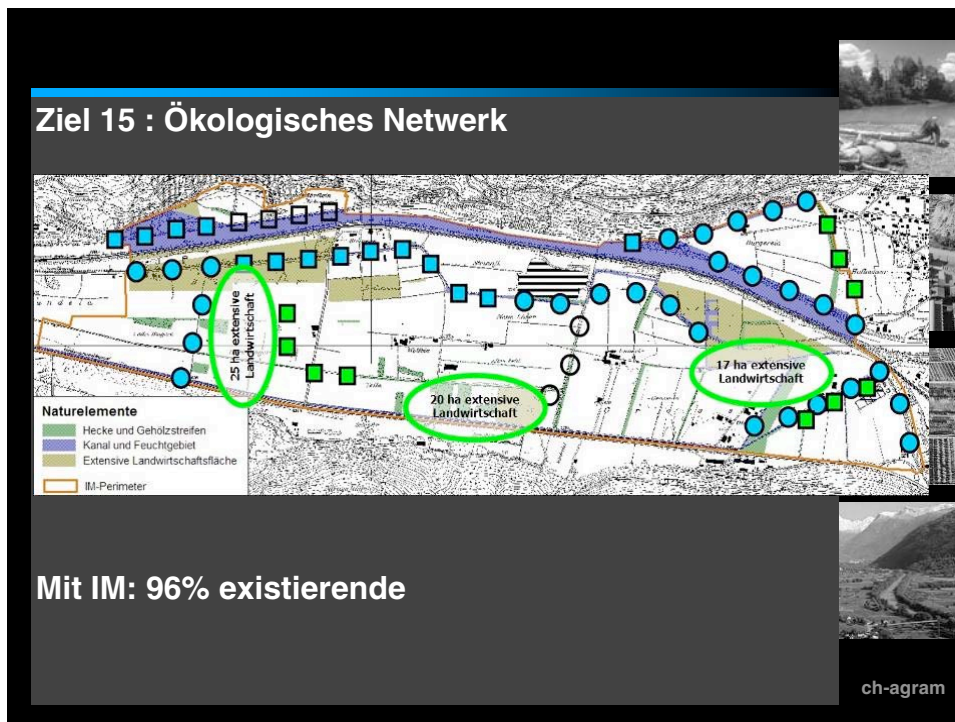 Ziel 15 : Ökologisches Netwerk
25 ha extensive
Landwirtschaft
20 ha extensive
Landwirtschaft
17 ha extensive
Landwirtschaft
Naturelemente
Hecke und Gehölzstreifen
Kanal und Feuchtgebiet
Extensive Landwirtschaftsfläche
IM-Perimeter
Mit IM: 96% existierende
ch-agram